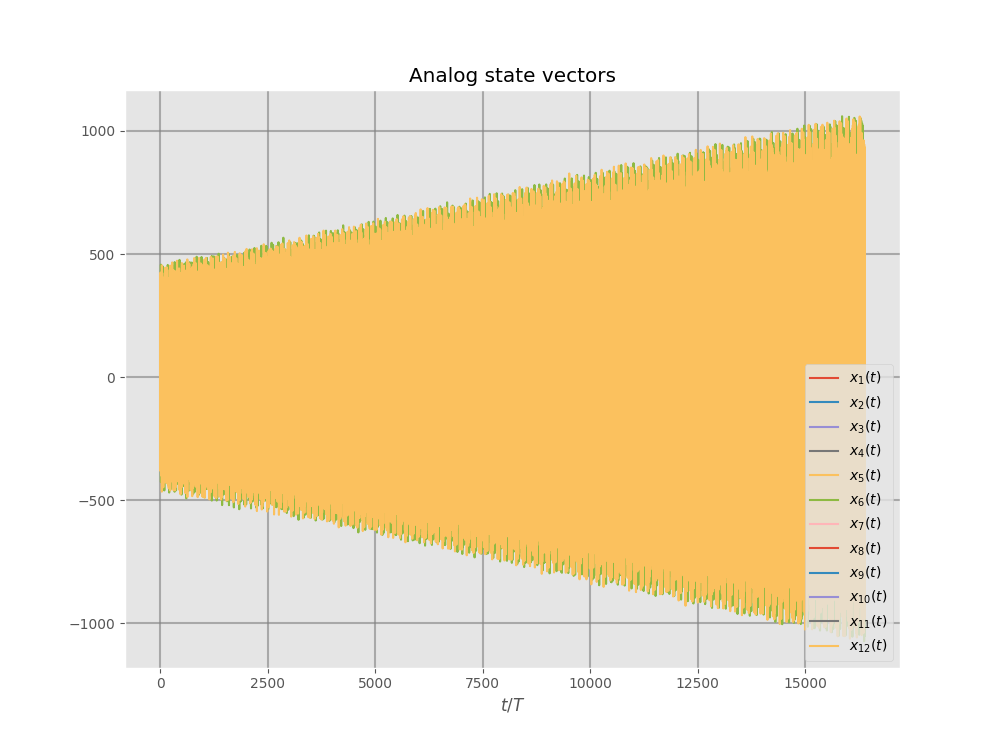 Analog state vectors
1000
500
0
−500
−1000
0 2500 5000 7500 10000 12500 15000
t/T
x₁(t)
x₂(t)
x₃(t)
x₄(t)
x₅(t)
x₆(t)
x₇(t)
x₈(t)
x₉(t)
x₁₀(t)
x₁₁(t)
x₁₂(t)